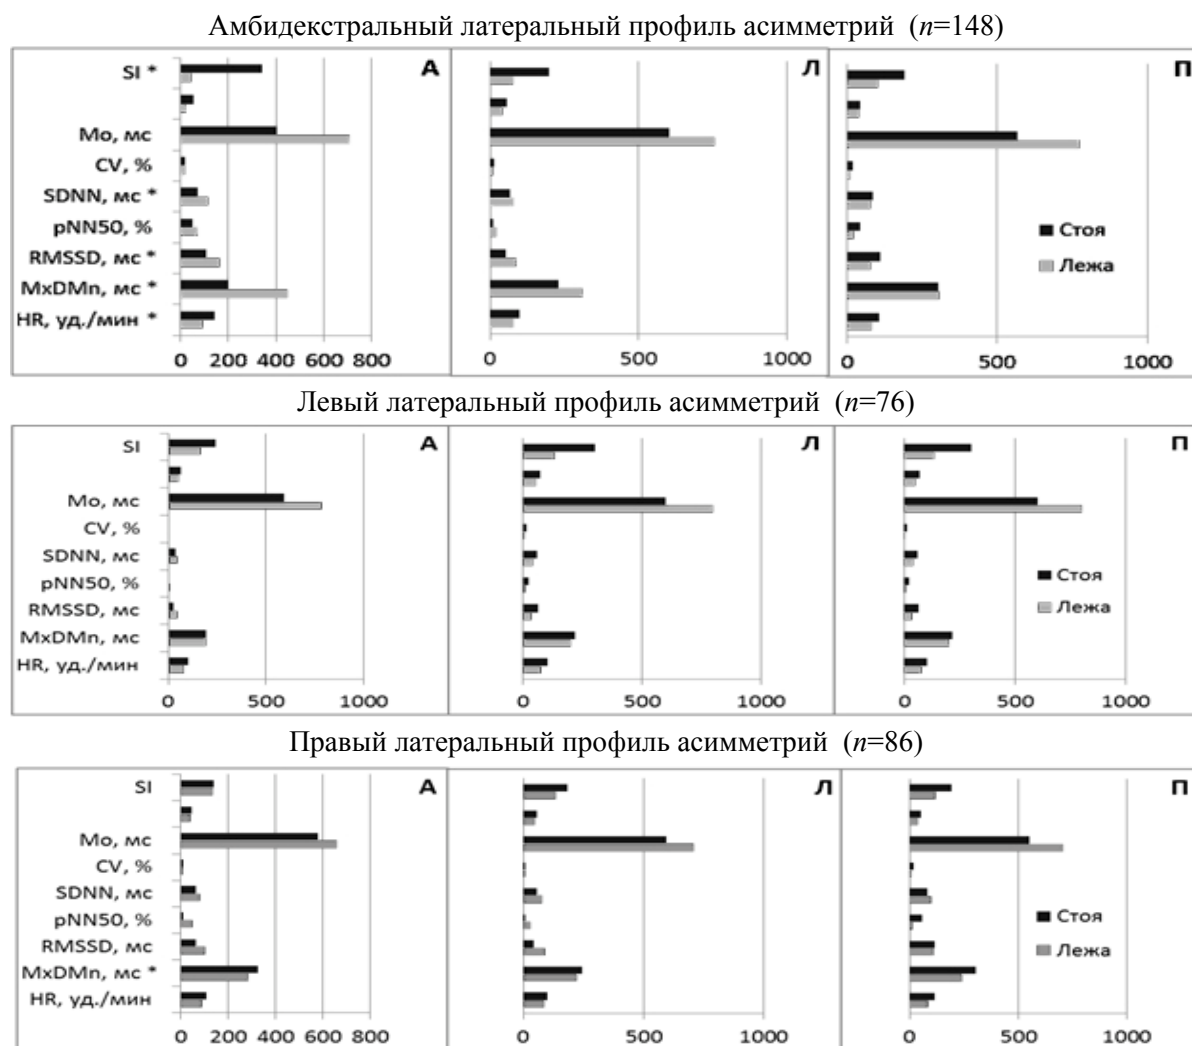 Амбидекстральный латеральный профиль асимметрий (n=148)
А
Л
П
SI *
Mo, мс
CV, %
SDNN, мс *
pNN50, %
RMSSD, мс *
MxDMn, мс *
HR, уд./мин *
Стоя
Лежа
0 200 400 600 800
0 500 1000
0 500 1000
Левый латеральный профиль асимметрий (n=76)
А
Л
П
SI
Mo, мс
CV, %
SDNN, мс
pNN50, %
RMSSD, мс
MxDMn, мс
HR, уд./мин
Стоя
Лежа
0 500 1000
0 500 1000
0 500 1000
Правый латеральный профиль асимметрий (n=86)
А
Л
П
SI
Mo, мс
CV, %
SDNN, мс
pNN50, %
RMSSD, мс
MxDMn, мс *
HR, уд./мин
Стоя
Лежа
0 200 400 600 800
0 500 1000
0 500 1000